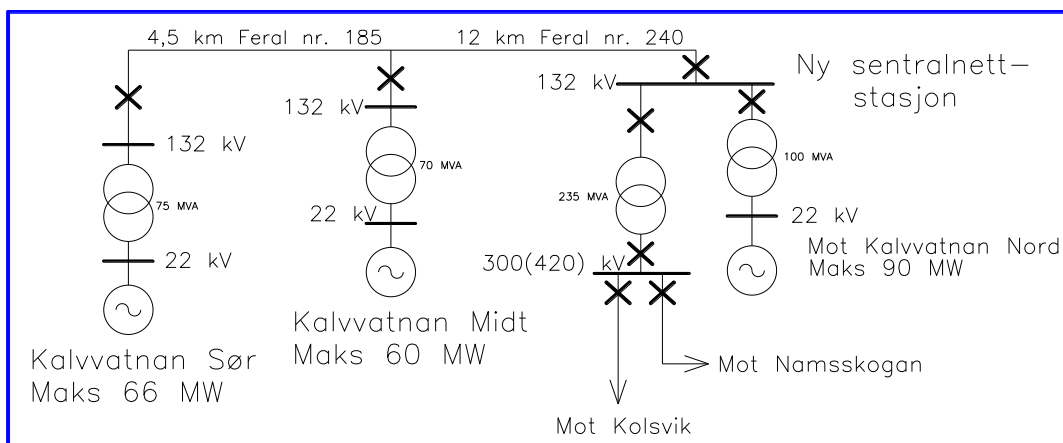 4,5 km Feral nr. 185
12 km Feral nr. 240
Ny sentralnett-
stasjon
132 kV
132 kV
132 kV
70 MVA
100 MVA
75 MVA
235 MVA
22 kV
22 kV
22 kV
300(420) kV
Mot Kalvvatnan Nord
Maks 90 MW
Kalvvatnan Midt
Maks 60 MW
Kalvvatnan Sør
Maks 66 MW
Mot Namsskogan
Mot Kolsvik